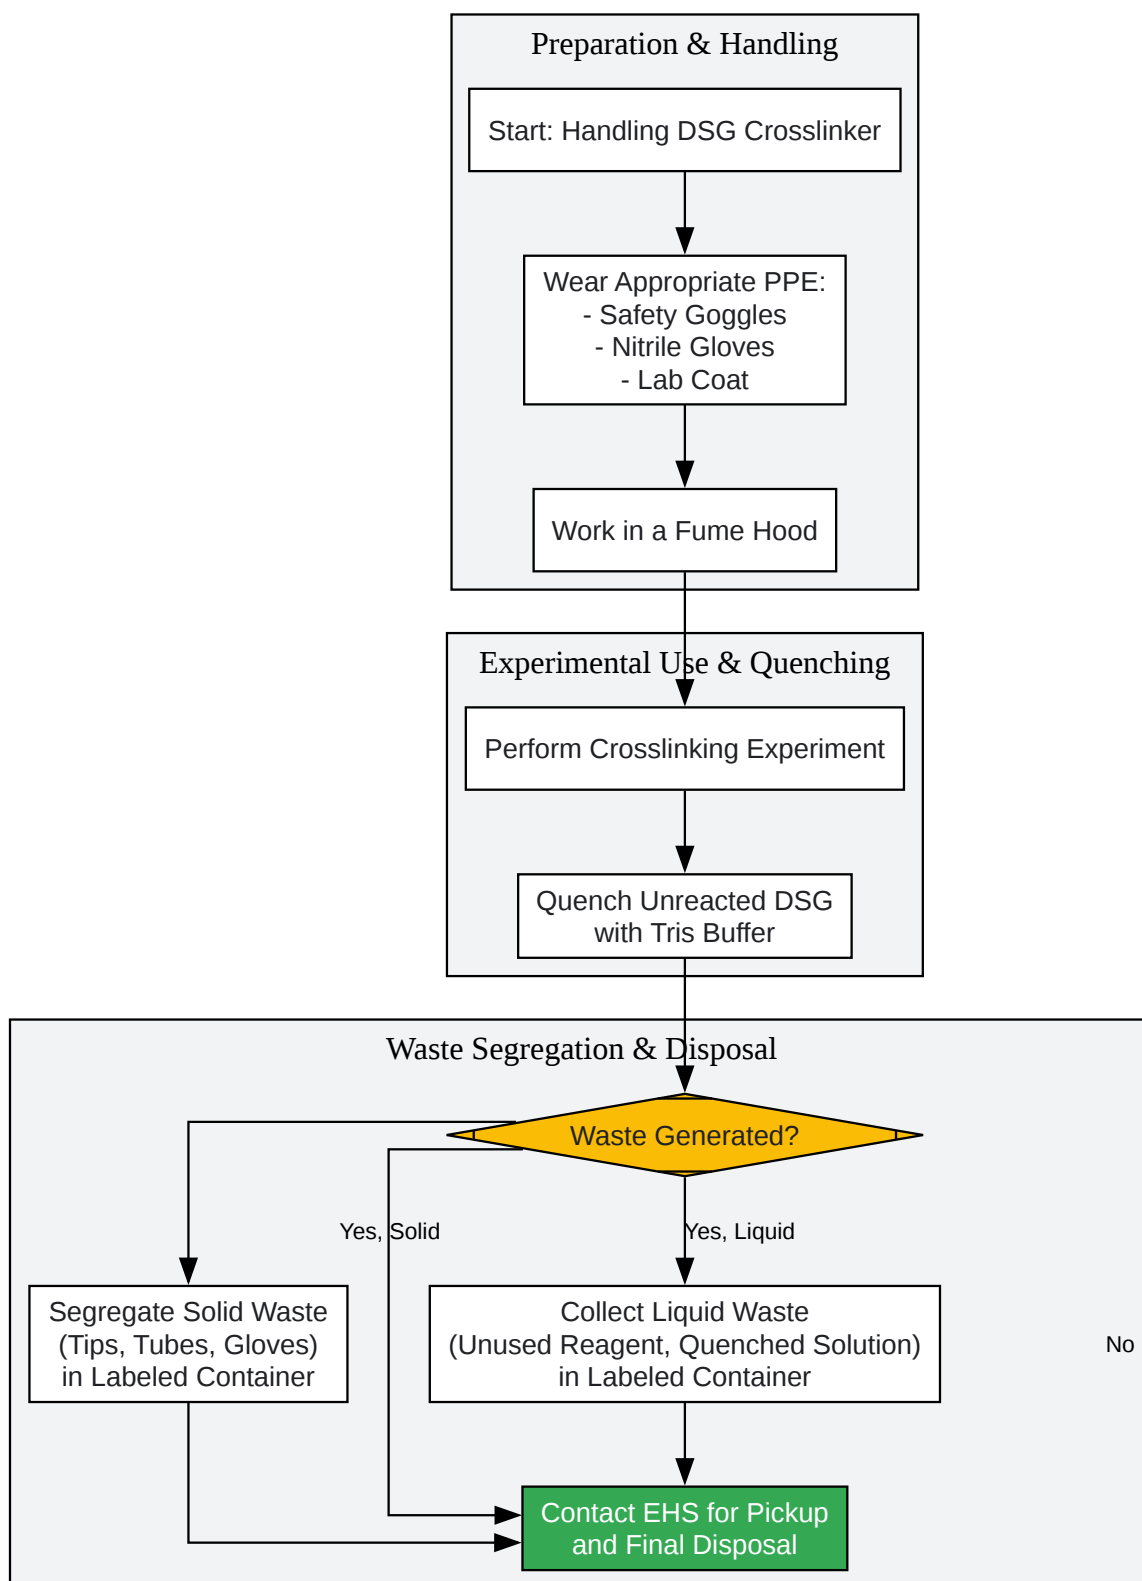 Preparation & Handling
Start: Handling DSG Crosslinker
Wear Appropriate PPE:
- Safety Goggles
- Nitrile Gloves
- Lab Coat
Work in a Fume Hood
Experimental Use & Quenching
Perform Crosslinking Experiment
Quench Unreacted DSG
with Tris Buffer
Waste Segregation & Disposal
Waste Generated?
Yes, Solid
Yes, Liquid
Segregate Solid Waste
(Tips, Tubes, Gloves)
in Labeled Container
Collect Liquid Waste
(Unused Reagent, Quenched Solution)
in Labeled Container
No
Contact EHS for Pickup
and Final Disposal